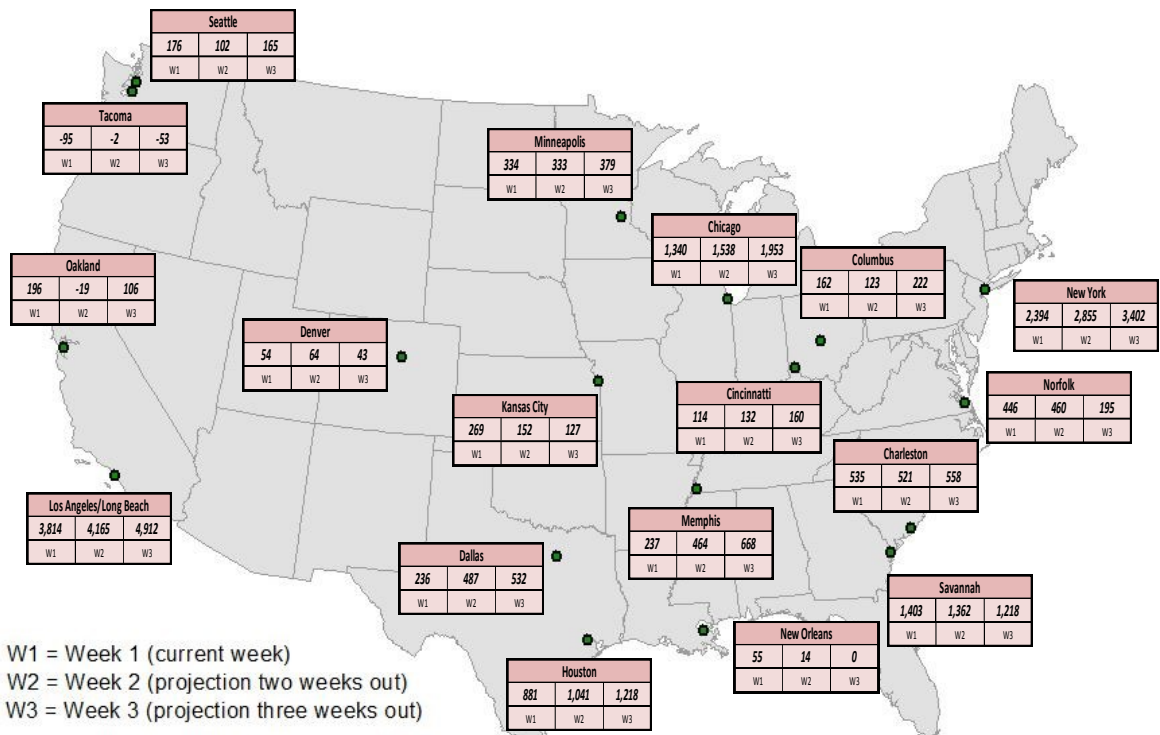 Seattle
176 102 165
W1 W2 W3
Tacoma
-95 -2 -53
W1 W2 W3
Minneapolis
334 333 379
W1 W2 W3
Chicago
1,340 1,538 1,953
W1 W2 W3
Columbus
162 123 222
W1 W2 W3
Oakland
196 -19 106
W1 W2 W3
New York
2,394 2,855 3,402
W1 W2 W3
Denver
54 64 43
W1 W2 W3
Norfolk
446 460 195
W1 W2 W3
Cincinnatti
114 132 160
W1 W2 W3
Kansas City
269 152 127
W1 W2 W3
Charleston
535 521 558
W1 W2 W3
Los Angeles/Long Beach
3,814 4,165 4,912
W1 W2 W3
Memphis
237 464 668
W1 W2 W3
Dallas
236 487 532
W1 W2 W3
Savannah
1,403 1,362 1,218
W1 W2 W3
New Orleans
55 14 0
W1 W2 W3
Houston
881 1,041 1,218
W1 W2 W3
W1 = Week 1 (current week)
W2 = Week 2 (projection two weeks out)
W3 = Week 3 (projection three weeks out)